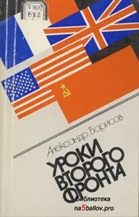 Александр Борисов
УРОКИ
ВТОРОГО
ФРОНТА
Библиотека
na5ballov.pro